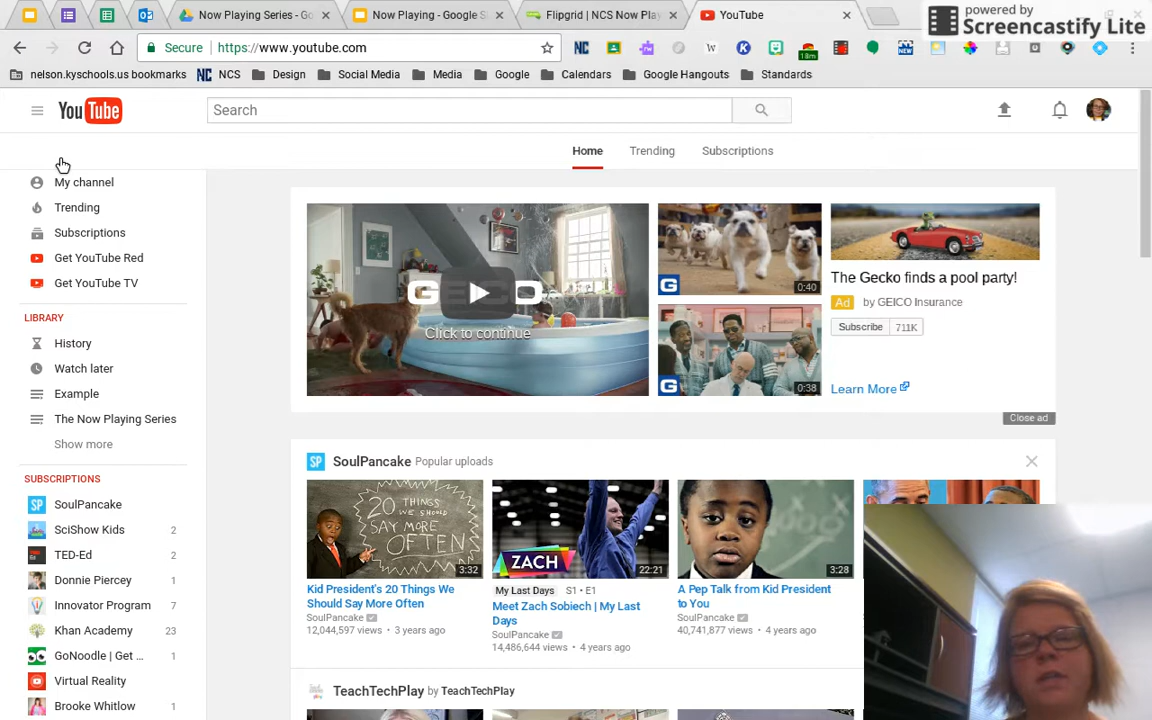 Now Playing Series - Go
Now Playing - Google S
Flipgrid | NCS Now Play
YouTube
powered by
Screencastify Lite
Secure
https://www.youtube.com
nelson.kyschools.us bookmarks
NCS
Design
Social Media
Media
Google
Calendars
Google Hangouts
Standards
YouTube
Search
Home
Trending
Subscriptions
My channel
Trending
Subscriptions
Get YouTube Red
Get YouTube TV
LIBRARY
History
Watch later
Example
The Now Playing Series
Show more
SUBSCRIPTIONS
SoulPancake
SciShow Kids 2
TED-Ed 2
Donnie Piercey 1
Innovator Program 7
Khan Academy 23
GoNoodle | Get ... 1
Virtual Reality
Brooke Whitlow 1
GEICO
Click to continue
0:40
0:38
The Gecko finds a pool party!
Ad by GEICO Insurance
Subscribe 711K
Learn More
Close ad
SoulPancake Popular uploads
20 THINGS
WE SHOULD
SAY MORE
OFTEN
3:32
Kid President's 20 Things We
Should Say More Often
SoulPancake
12,044,597 views • 3 years ago
ZACH
22:21
My Last Days S1 • E1
Meet Zach Sobiech | My Last
Days
SoulPancake
14,486,644 views • 4 years ago
3:28
A Pep Talk from Kid President
to You
SoulPancake
40,741,877 views • 4 years ago
TeachTechPlay by TeachTechPlay